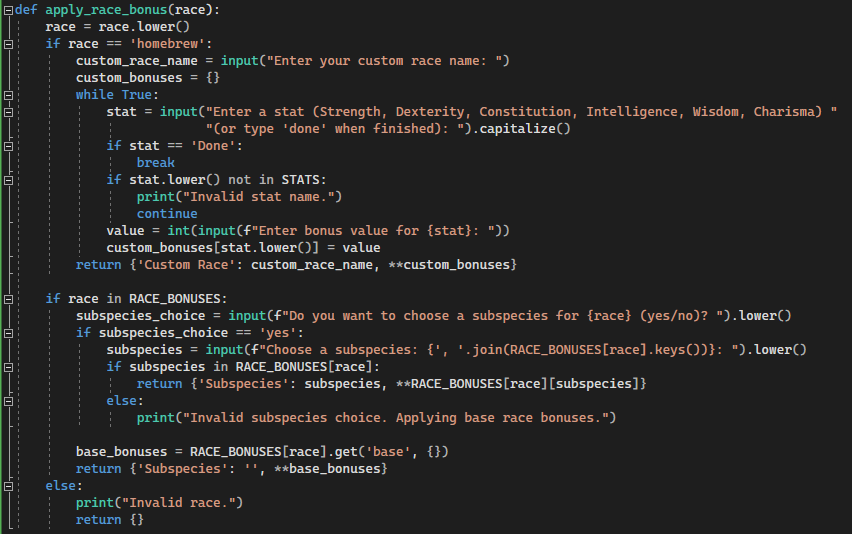 def apply_race_bonus(race):
    race = race.lower()
    if race == 'homebrew':
        custom_race_name = input("Enter your custom race name: ")
        custom_bonuses = {}
        while True:
            stat = input("Enter a stat (Strength, Dexterity, Constitution, Intelligence, Wisdom, Charisma) "
                         "(or type 'done' when finished): ").capitalize()
            if stat == 'Done':
                break
            if stat.lower() not in STATS:
                print("Invalid stat name.")
                continue
            value = int(input(f"Enter bonus value for {stat}: "))
            custom_bonuses[stat.lower()] = value
        return {'Custom Race': custom_race_name, **custom_bonuses}

    if race in RACE_BONUSES:
        subspecies_choice = input(f"Do you want to choose a subspecies for {race} (yes/no)? ").lower()
        if subspecies_choice == 'yes':
            subspecies = input(f"Choose a subspecies: {', '.join(RACE_BONUSES[race].keys())}: ").lower()
            if subspecies in RACE_BONUSES[race]:
                return {'Subspecies': subspecies, **RACE_BONUSES[race][subspecies]}
            else:
                print("Invalid subspecies choice. Applying base race bonuses.")

        base_bonuses = RACE_BONUSES[race].get('base', {})
        return {'Subspecies': '', **base_bonuses}
    else:
        print("Invalid race.")
        return {}